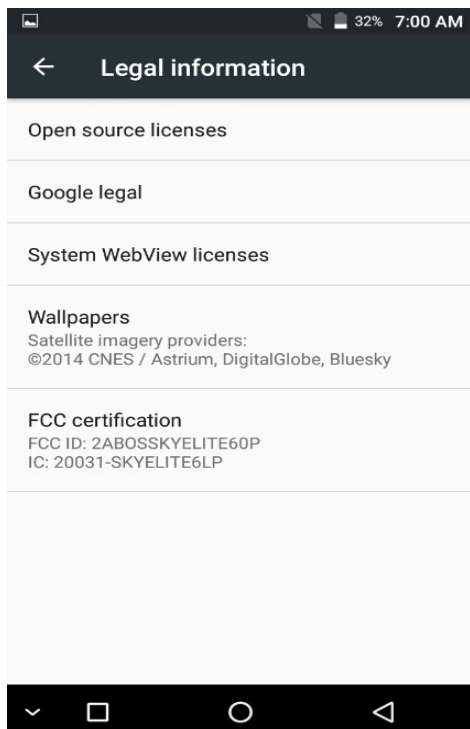 32% 7:00 AM
Legal information
Open source licenses
Google legal
System WebView licenses
Wallpapers
Satellite imagery providers:
©2014 CNES / Astrium, DigitalGlobe, Bluesky
FCC certification
FCC ID: 2ABOSSKYELITE60P
IC: 20031-SKYELITE6LP